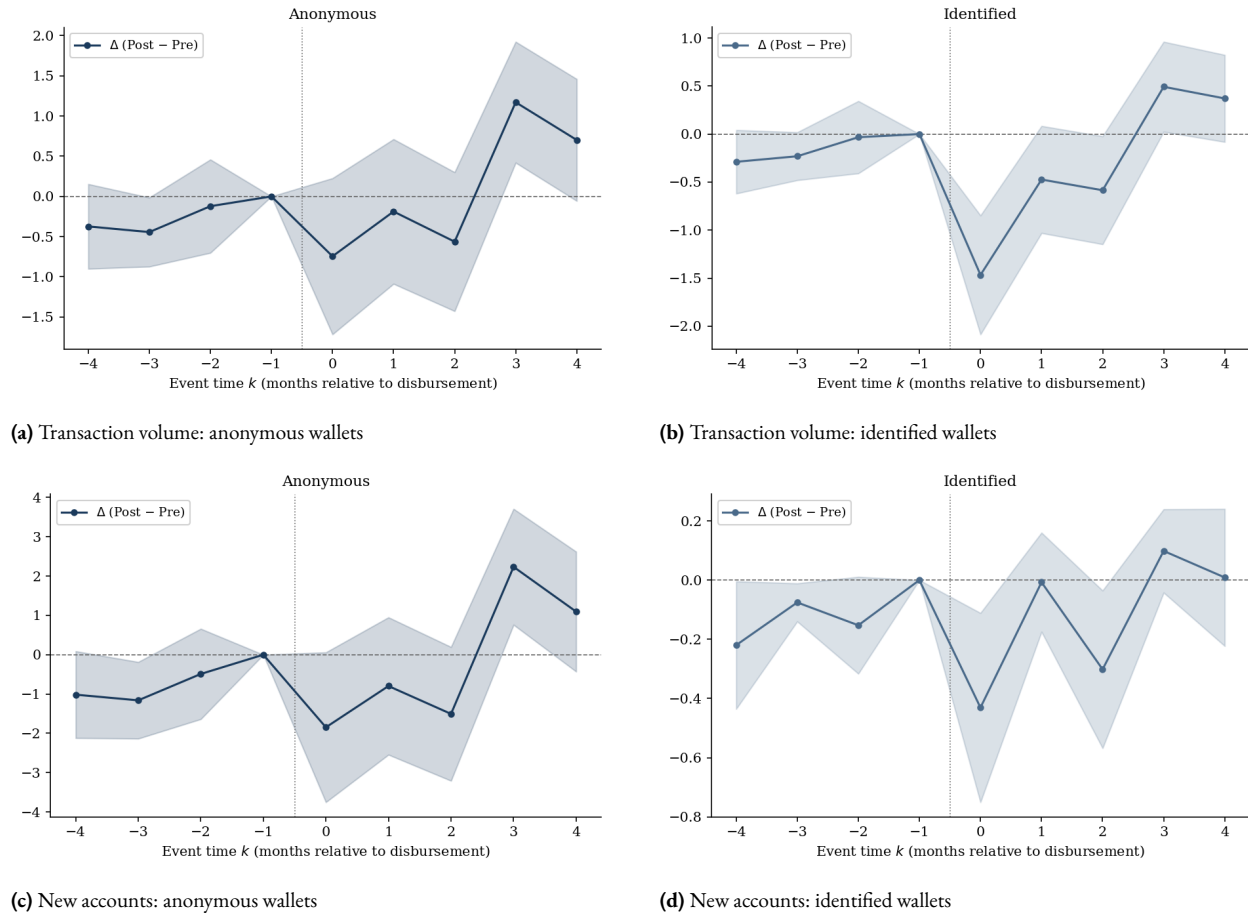 Anonymous
Δ (Post − Pre)
2.0
1.5
1.0
0.5
0.0
−0.5
−1.0
−1.5
−4 −3 −2 −1 0 1 2 3 4
Event time k (months relative to disbursement)
(a) Transaction volume: anonymous wallets
Identified
Δ (Post − Pre)
1.0
0.5
0.0
−0.5
−1.0
−1.5
−2.0
−4 −3 −2 −1 0 1 2 3 4
Event time k (months relative to disbursement)
(b) Transaction volume: identified wallets
Anonymous
Δ (Post − Pre)
4
3
2
1
0
−1
−2
−3
−4
−4 −3 −2 −1 0 1 2 3 4
Event time k (months relative to disbursement)
(c) New accounts: anonymous wallets
Identified
Δ (Post − Pre)
0.2
0.0
−0.2
−0.4
−0.6
−0.8
−4 −3 −2 −1 0 1 2 3 4
Event time k (months relative to disbursement)
(d) New accounts: identified wallets